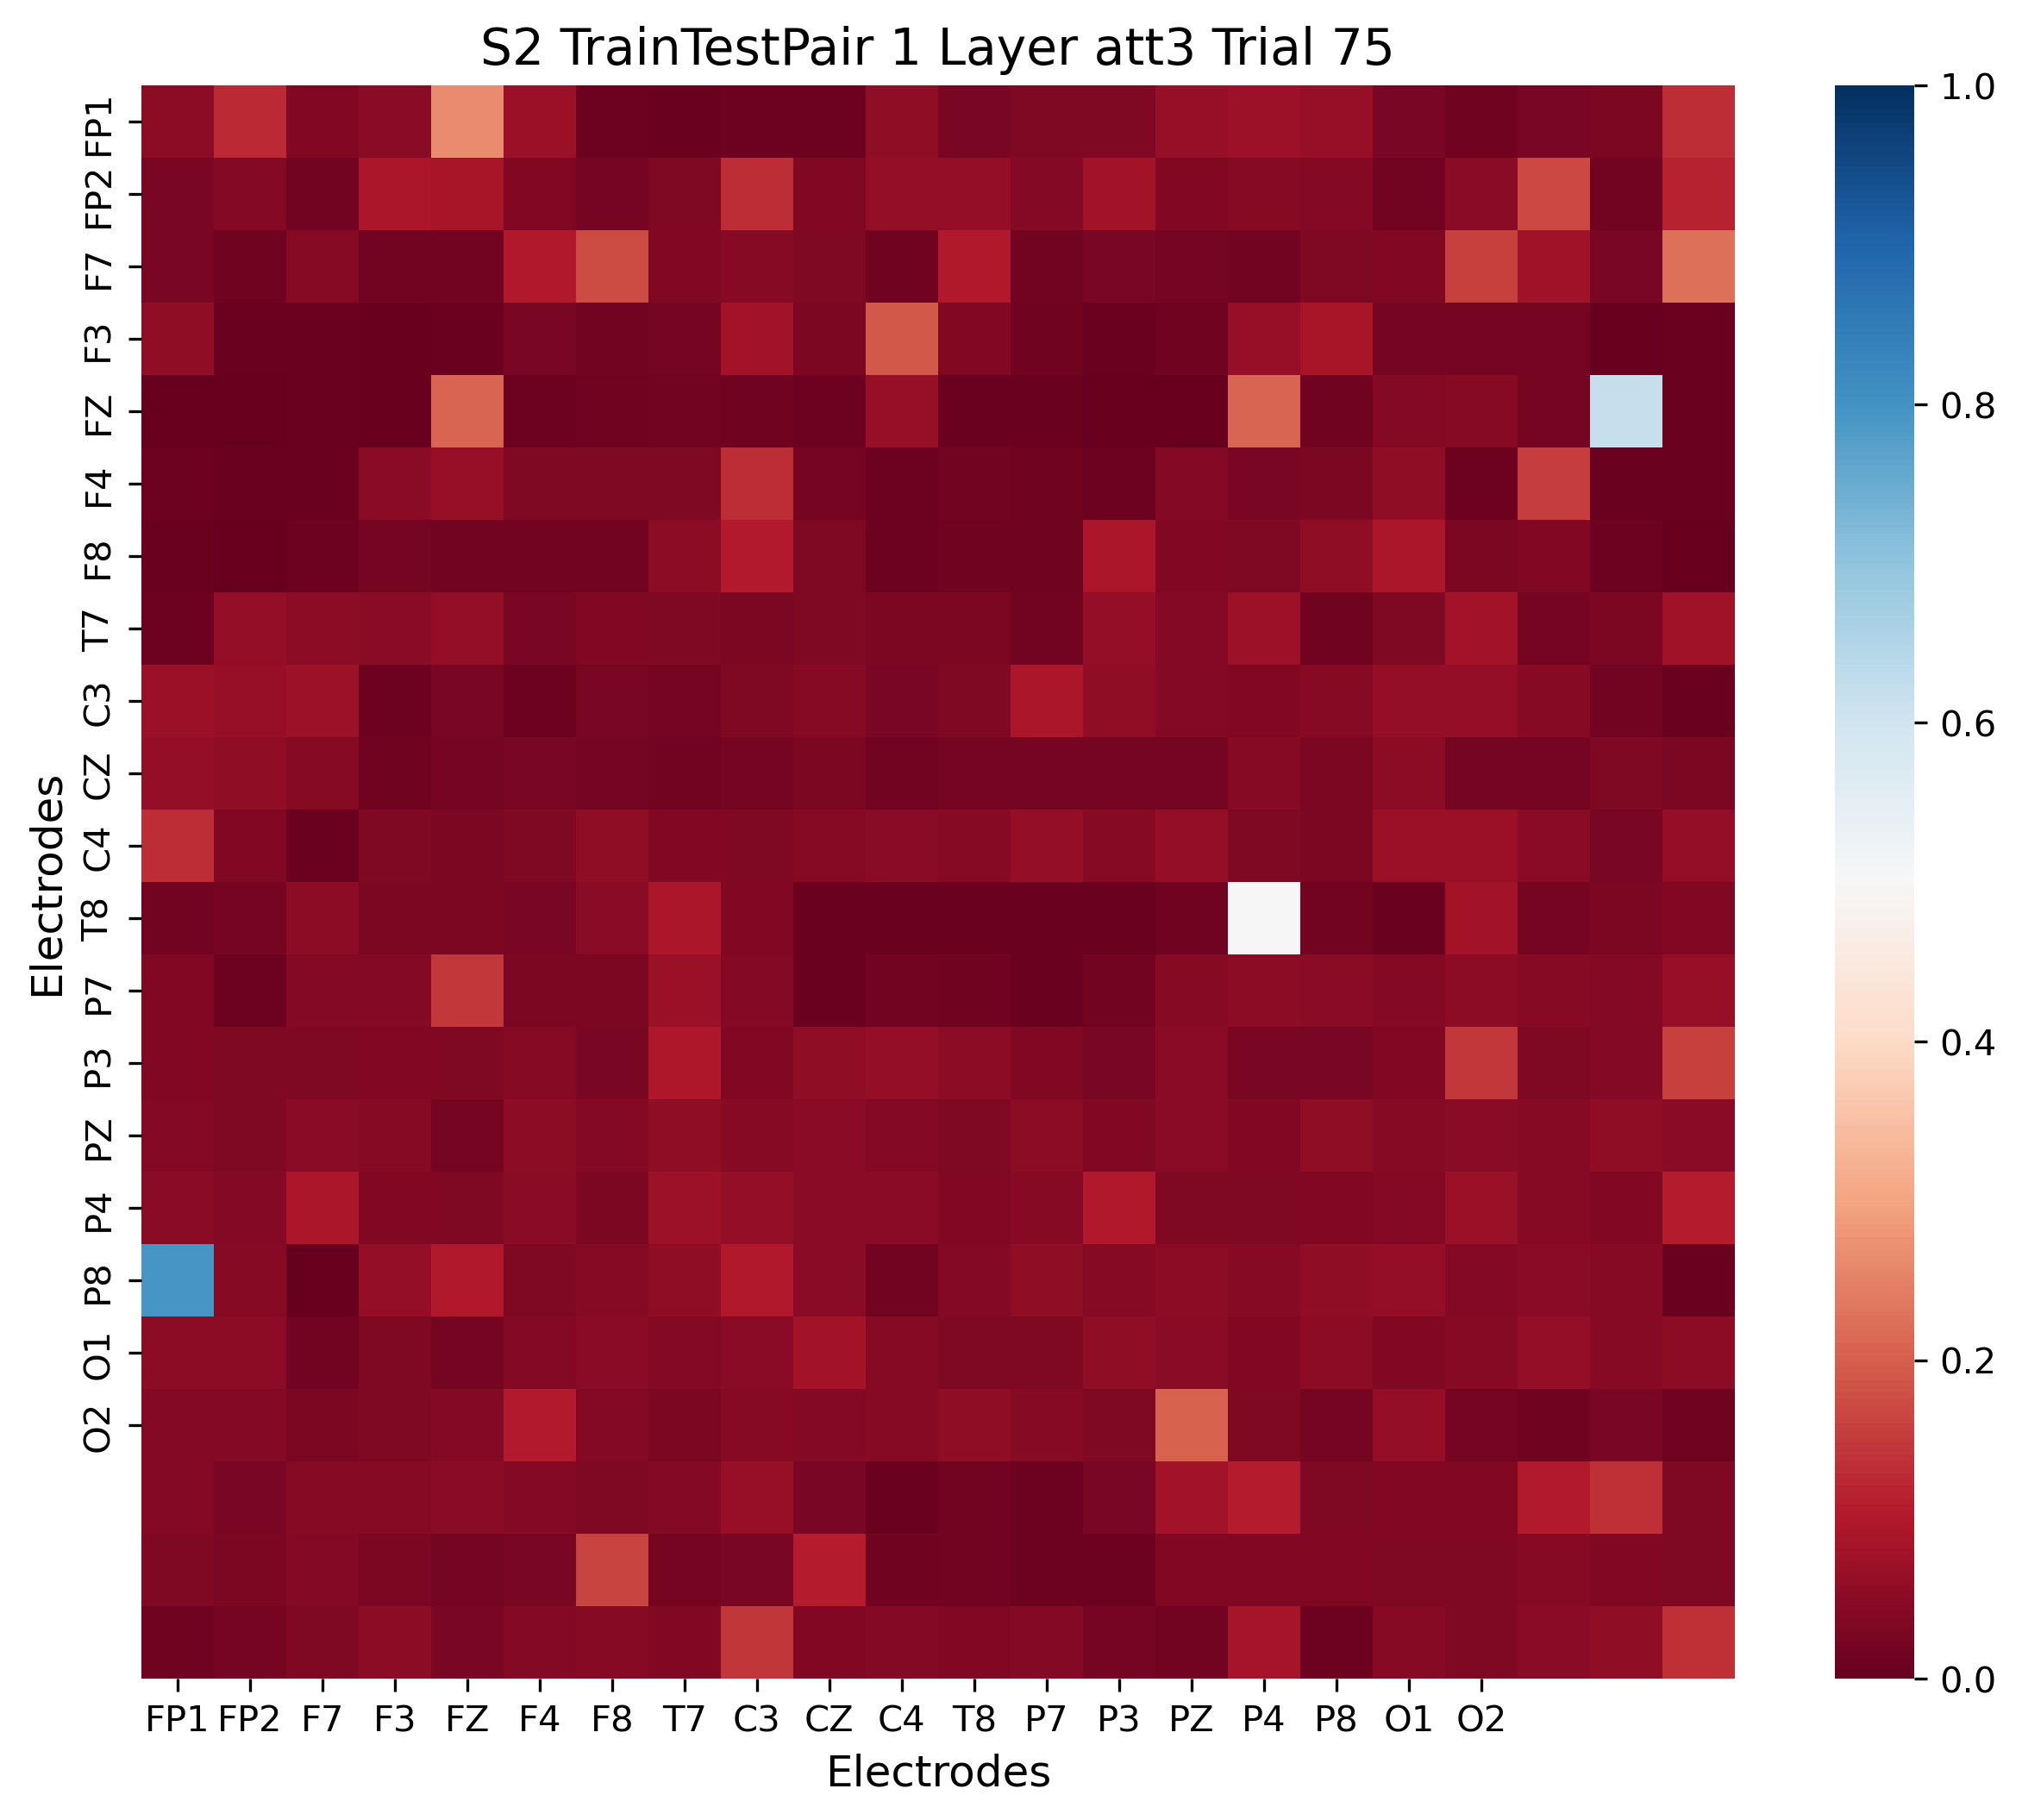 S2 TrainTestPair 1 Layer att3 Trial 75
Electrodes
FP1
FP2
F7
F3
FZ
F4
F8
T7
C3
CZ
C4
T8
P7
P3
PZ
P4
P8
O1
O2
FP1 FP2 F7 F3 FZ F4 F8 T7 C3 CZ C4 T8 P7 P3 PZ P4 P8 O1 O2
Electrodes
1.0
0.8
0.6
0.4
0.2
0.0